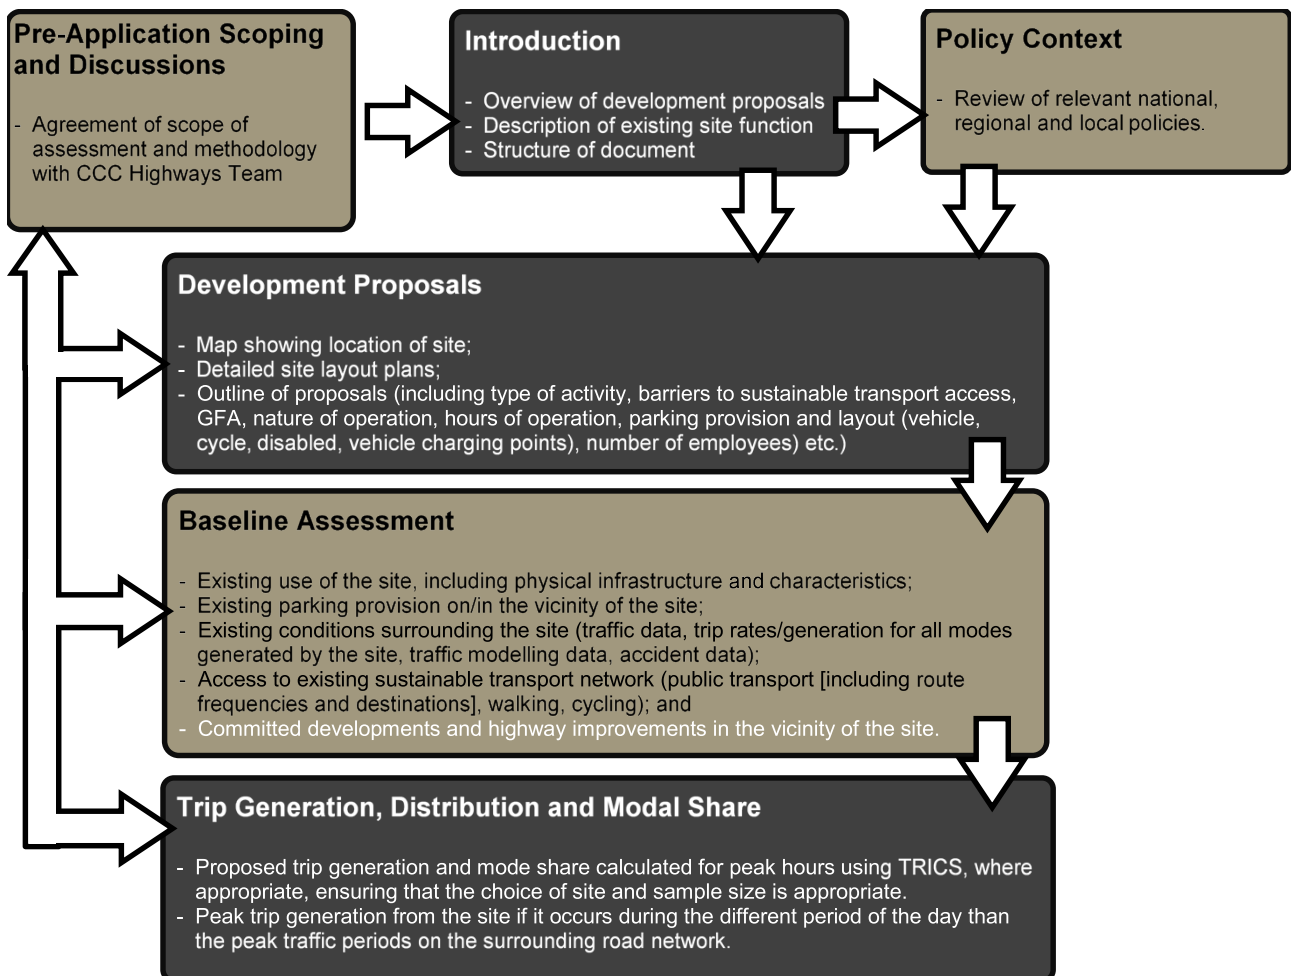 Pre-Application Scoping
and Discussions
- Agreement of scope of
assessment and methodology
with CCC Highways Team
Introduction
- Overview of development proposals
- Description of existing site function
- Structure of document
Policy Context
- Review of relevant national,
regional and local policies.
Development Proposals
- Map showing location of site;
- Detailed site layout plans;
- Outline of proposals (including type of activity, barriers to sustainable transport access,
GFA, nature of operation, hours of operation, parking provision and layout (vehicle,
cycle, disabled, vehicle charging points), number of employees) etc.)
Baseline Assessment
- Existing use of the site, including physical infrastructure and characteristics;
- Existing parking provision on/in the vicinity of the site;
- Existing conditions surrounding the site (traffic data, trip rates/generation for all modes
generated by the site, traffic modelling data, accident data);
- Access to existing sustainable transport network (public transport [including route
frequencies and destinations], walking, cycling); and
- Committed developments and highway improvements in the vicinity of the site.
Trip Generation, Distribution and Modal Share
- Proposed trip generation and mode share calculated for peak hours using TRICS, where
appropriate, ensuring that the choice of site and sample size is appropriate.
- Peak trip generation from the site if it occurs during the different period of the day than
the peak traffic periods on the surrounding road network.